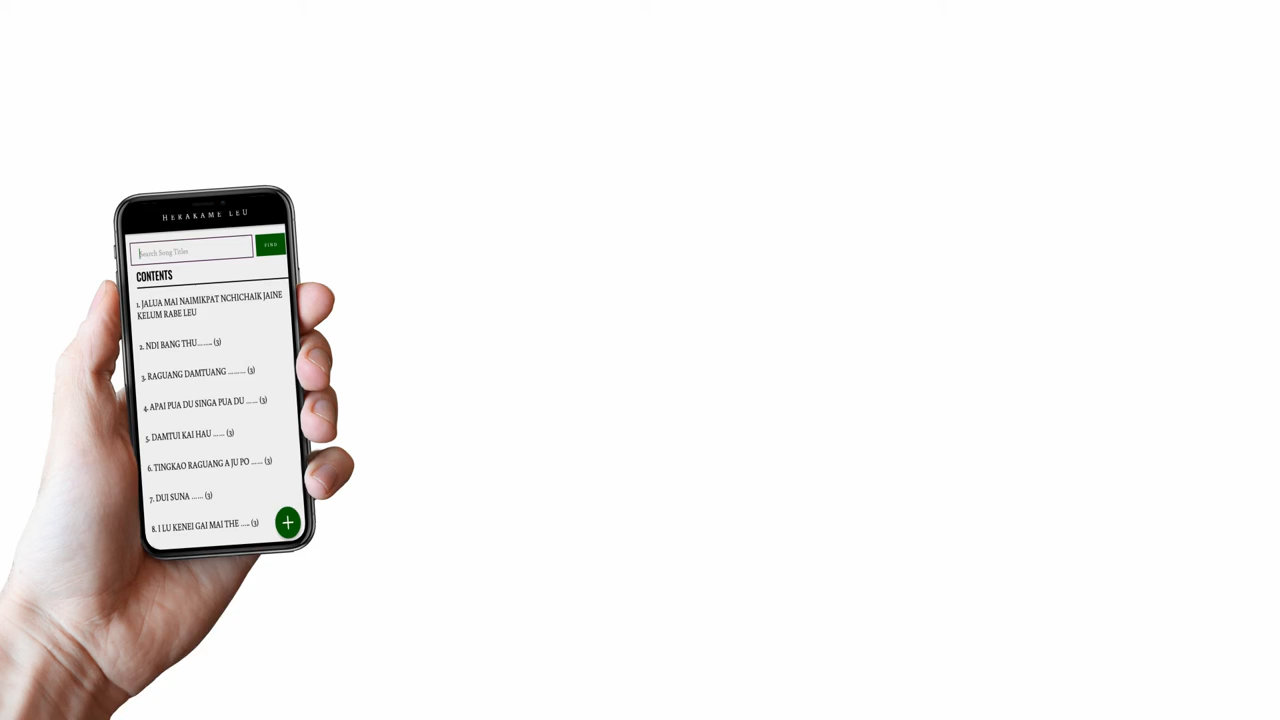 HERAKAME LEU
Search Song Titles
FIND
CONTENTS
1. JALUA MAI NAIMIKPAT NCHICHAIK JAINE
KELUM RABE LEU
2. NDI BANG THU........ (3)
3. RAGUANG DAMTUANG .......... (3)
4. APAI PUA DU SINGA PUA DU ...... (3)
5. DAMTUI KAI HAU ...... (3)
6. TINGKAO RAGUANG A JU PO ...... (3)
7. DUI SUNA ...... (3)
8. I LU KENEI GAI MAI THE ..... (3)